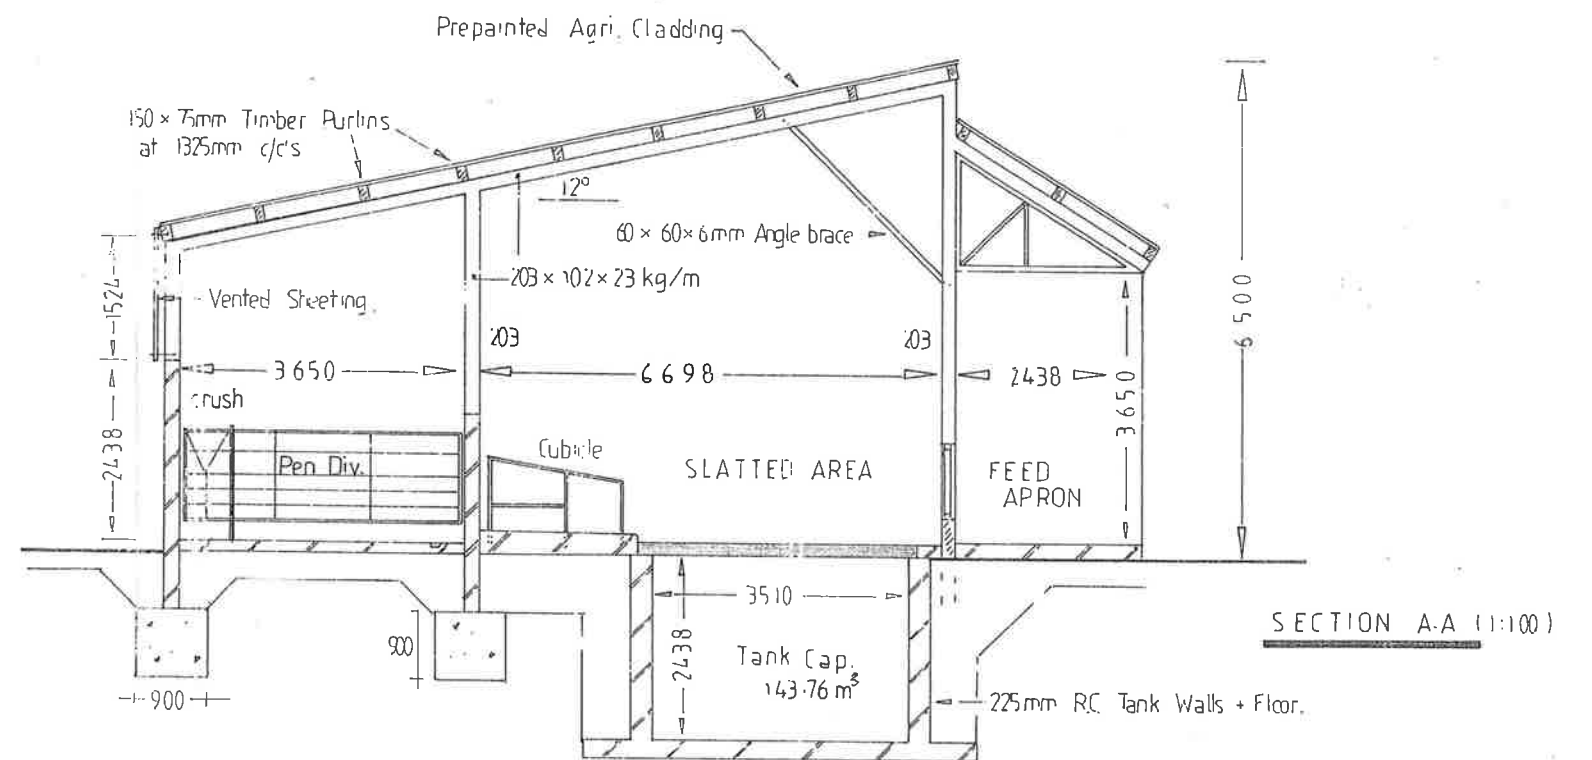 Prepainted Agri. Cladding
150 × 75mm Timber Purlins
at 1325mm c/c's
12°
60 × 60 × 6mm Angle brace
203 × 102 × 23 kg/m
Vented Sheeting
1524
203
203
6 500
3650
6698
2438
3650
crush
2438
Pen Div.
Cubicle
SLATTED AREA
FEED
APRON
3510
SECTION A-A (1:100)
900
2438
Tank Cap.
143.76 m³
900
225mm R.C. Tank Walls + Floor.